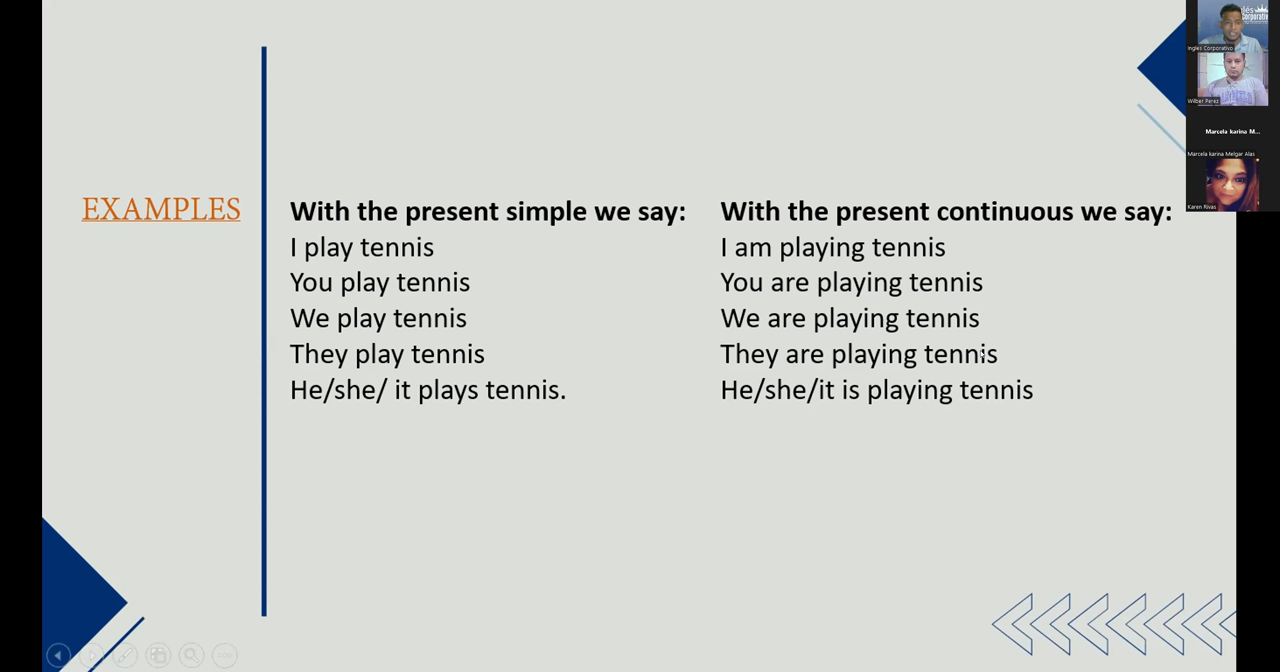 EXAMPLES
With the present simple we say:
I play tennis
You play tennis
We play tennis
They play tennis
He/she/ it plays tennis.
With the present continuous we say:
I am playing tennis
You are playing tennis
We are playing tennis
They are playing tennis
He/she/it is playing tennis
Ingles Corporativo
Wilber Perez
Marcela karina M...
Marcela karina Melgar Alas
Karen Rivas